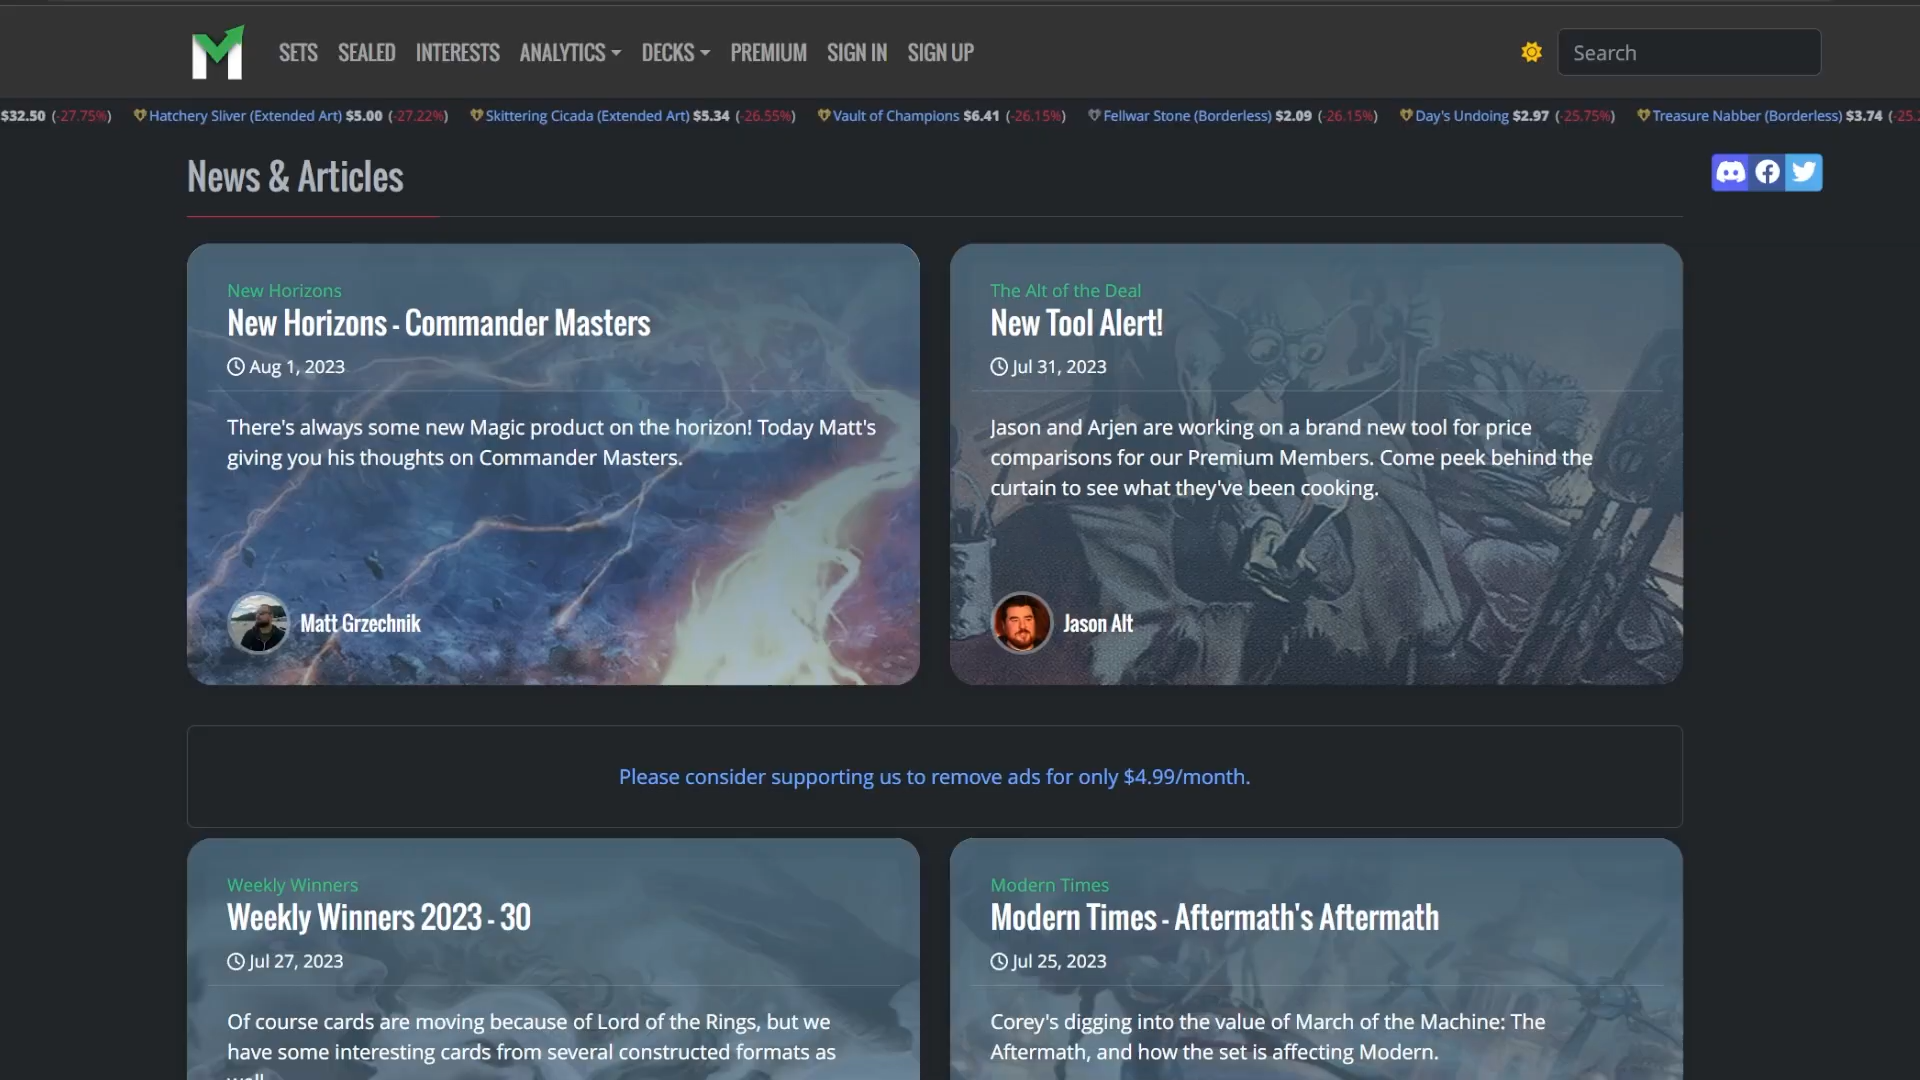 SETS SEALED INTERESTS ANALYTICS DECKS PREMIUM SIGN IN SIGN UP Search
$32.50 (-27.75%) Hatchery Sliver (Extended Art) $5.00 (-27.22%) Skittering Cicada (Extended Art) $5.34 (-26.55%) Vault of Champions $6.41 (-26.15%) Fellwar Stone (Borderless) $2.09 (-26.15%) Day's Undoing $2.97 (-25.75%) Treasure Nabber (Borderless) $3.74 (-25.
News & Articles
New Horizons
New Horizons - Commander Masters
Aug 1, 2023
There's always some new Magic product on the horizon! Today Matt's
giving you his thoughts on Commander Masters.
Matt Grzechnik
The Alt of the Deal
New Tool Alert!
Jul 31, 2023
Jason and Arjen are working on a brand new tool for price
comparisons for our Premium Members. Come peek behind the
curtain to see what they've been cooking.
Jason Alt
Please consider supporting us to remove ads for only $4.99/month.
Weekly Winners
Weekly Winners 2023 - 30
Jul 27, 2023
Of course cards are moving because of Lord of the Rings, but we
have some interesting cards from several constructed formats as
well.
Modern Times
Modern Times - Aftermath's Aftermath
Jul 25, 2023
Corey's digging into the value of March of the Machine: The
Aftermath, and how the set is affecting Modern.